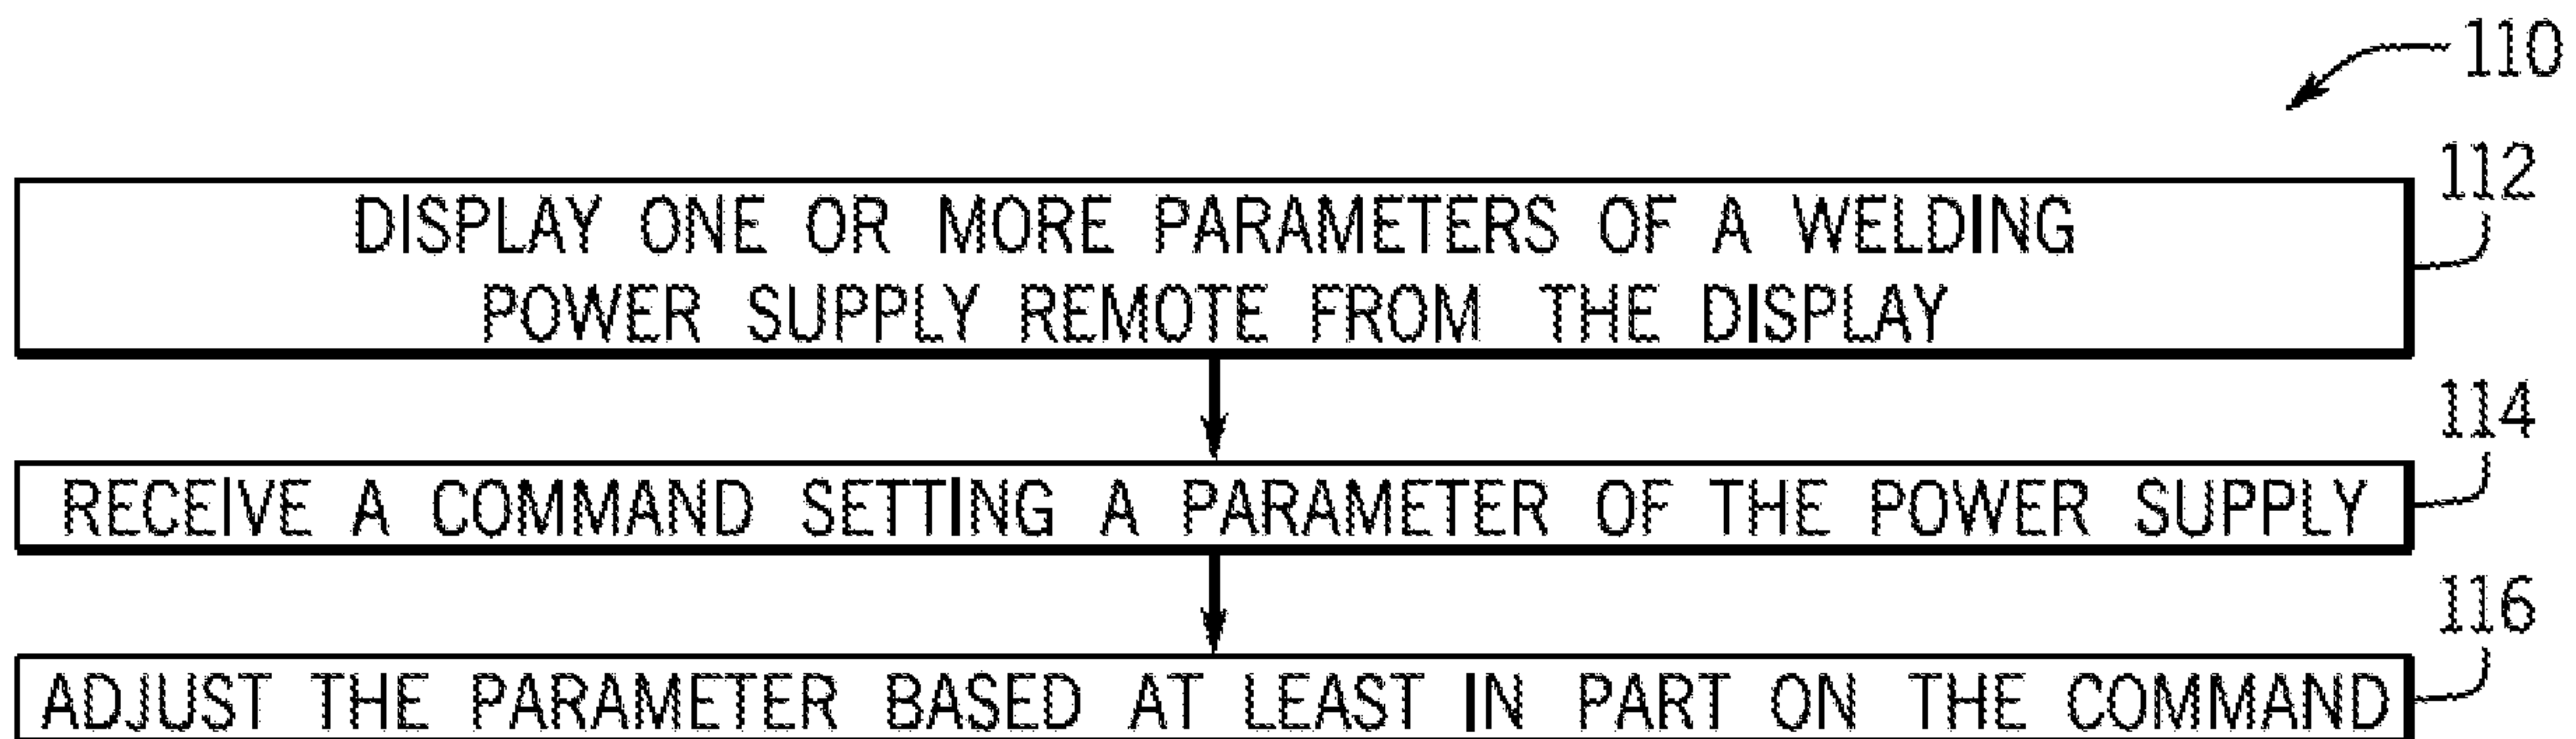 110
112
DISPLAY ONE OR MORE PARAMETERS OF A WELDING
POWER SUPPLY REMOTE FROM THE DISPLAY
114
RECEIVE A COMMAND SETTING A PARAMETER OF THE POWER SUPPLY
116
ADJUST THE PARAMETER BASED AT LEAST IN PART ON THE COMMAND